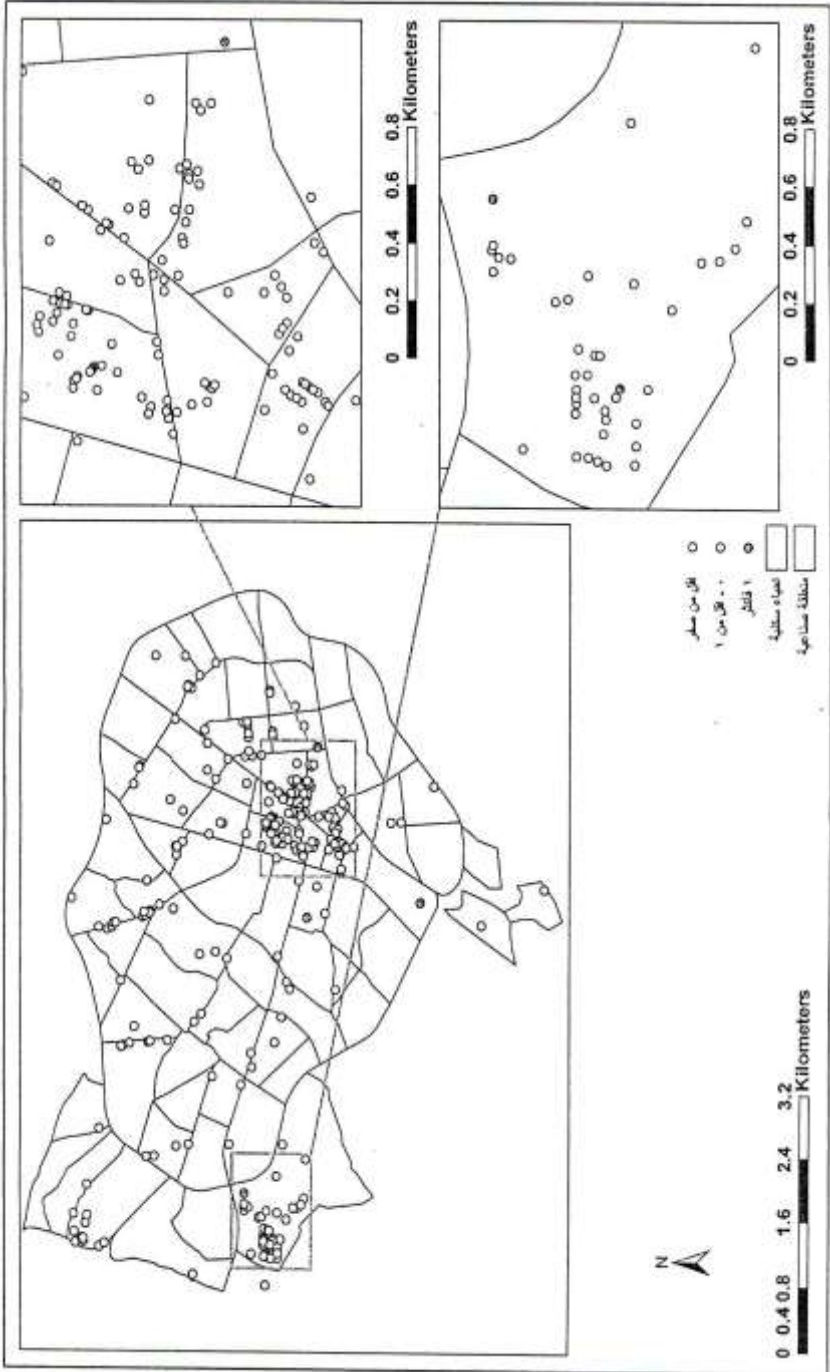 0 0.2 0.4 0.6 0.8 Kilometers
0 0.2 0.4 0.6 0.8 Kilometers
أقل من صفر
٠ - أقل من ١
١ فأكثر
أحياء سكنية
منطقة صناعية
N
0 0.4 0.8 1.6 2.4 3.2 Kilometers